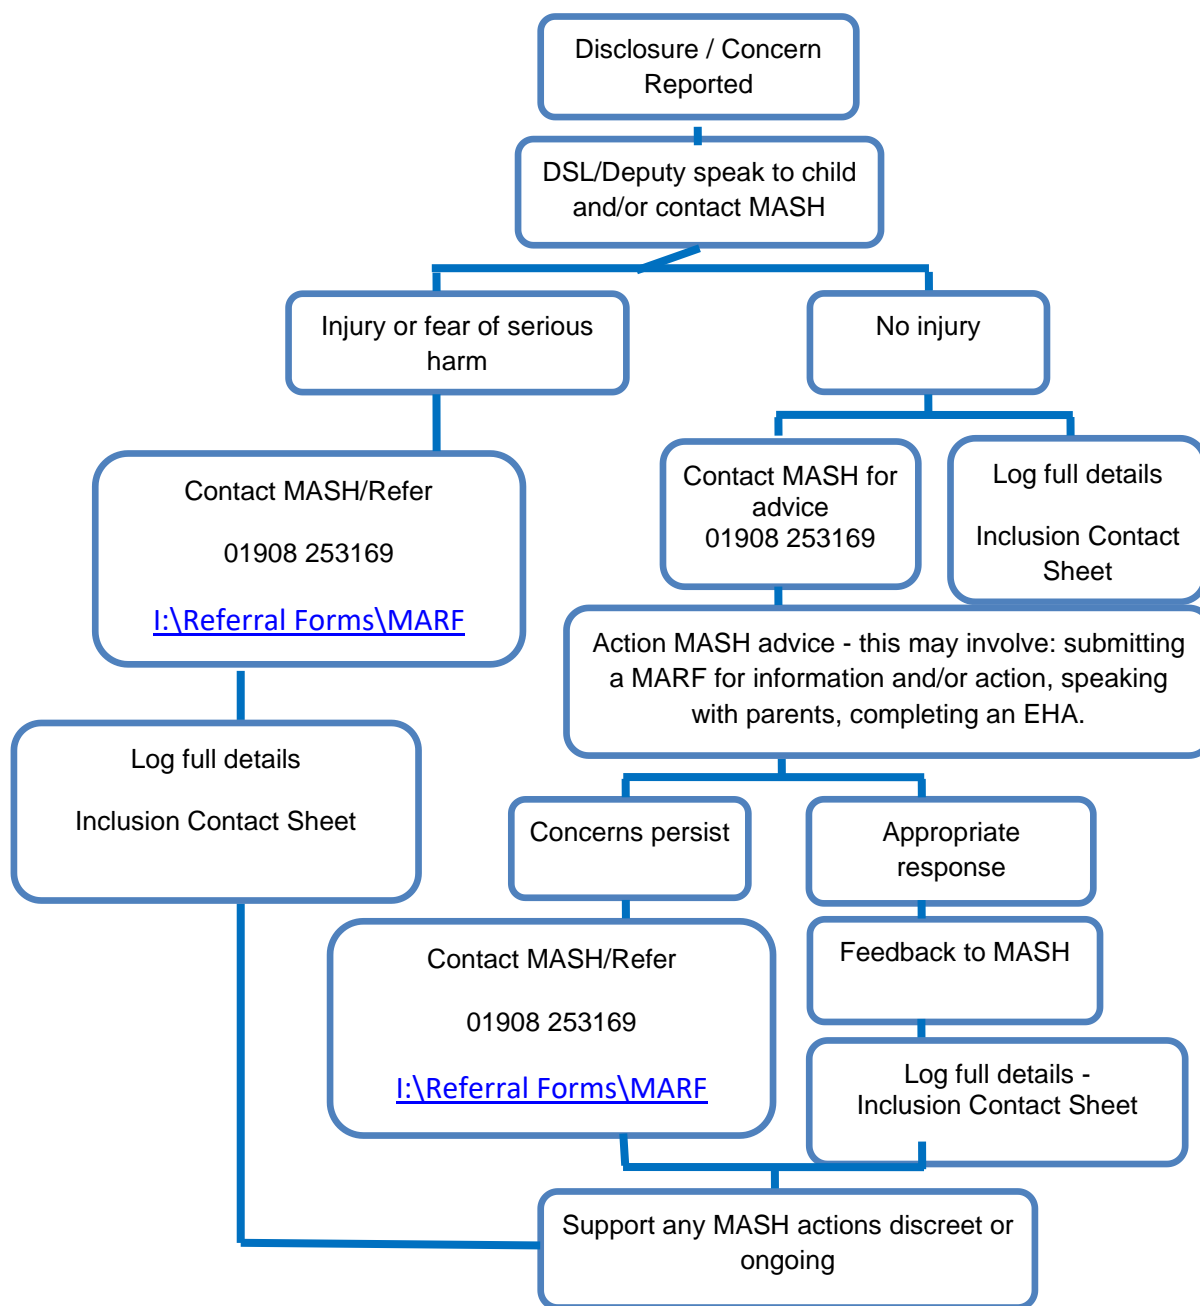 Disclosure / Concern
Reported
DSL/Deputy speak to child
and/or contact MASH
Injury or fear of serious
harm
No injury
Contact MASH/Refer
01908 253169
I:\Referral Forms\MARF
Contact MASH for
advice
01908 253169
Log full details
Inclusion Contact
Sheet
Action MASH advice - this may involve: submitting
a MARF for information and/or action, speaking
with parents, completing an EHA.
Log full details
Inclusion Contact Sheet
Concerns persist
Appropriate
response
Contact MASH/Refer
01908 253169
I:\Referral Forms\MARF
Feedback to MASH
Log full details -
Inclusion Contact Sheet
Support any MASH actions discreet or
ongoing